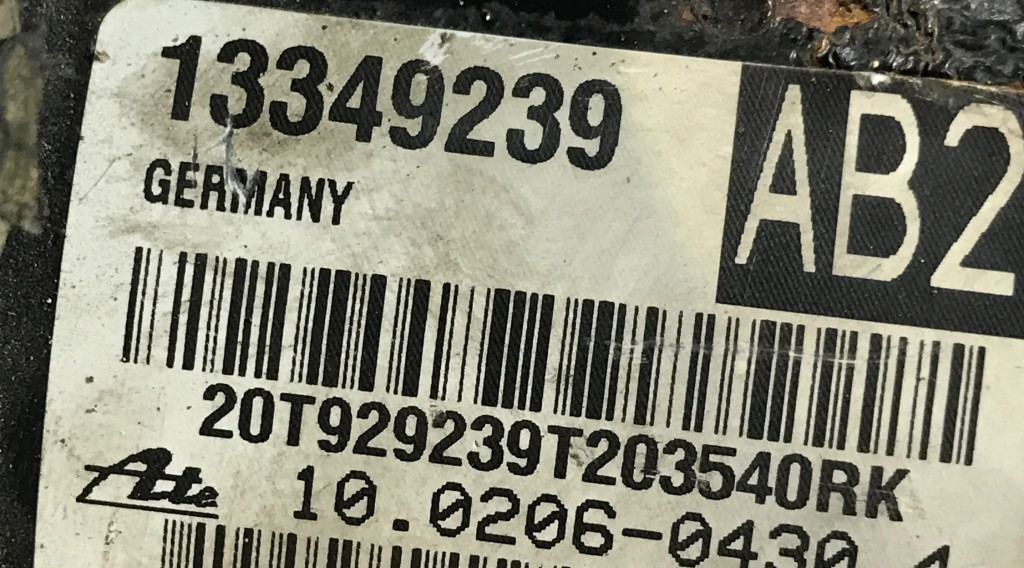 13349239
AB2
GERMANY
20T929239T203540RK
Ate 10.0206-0430.